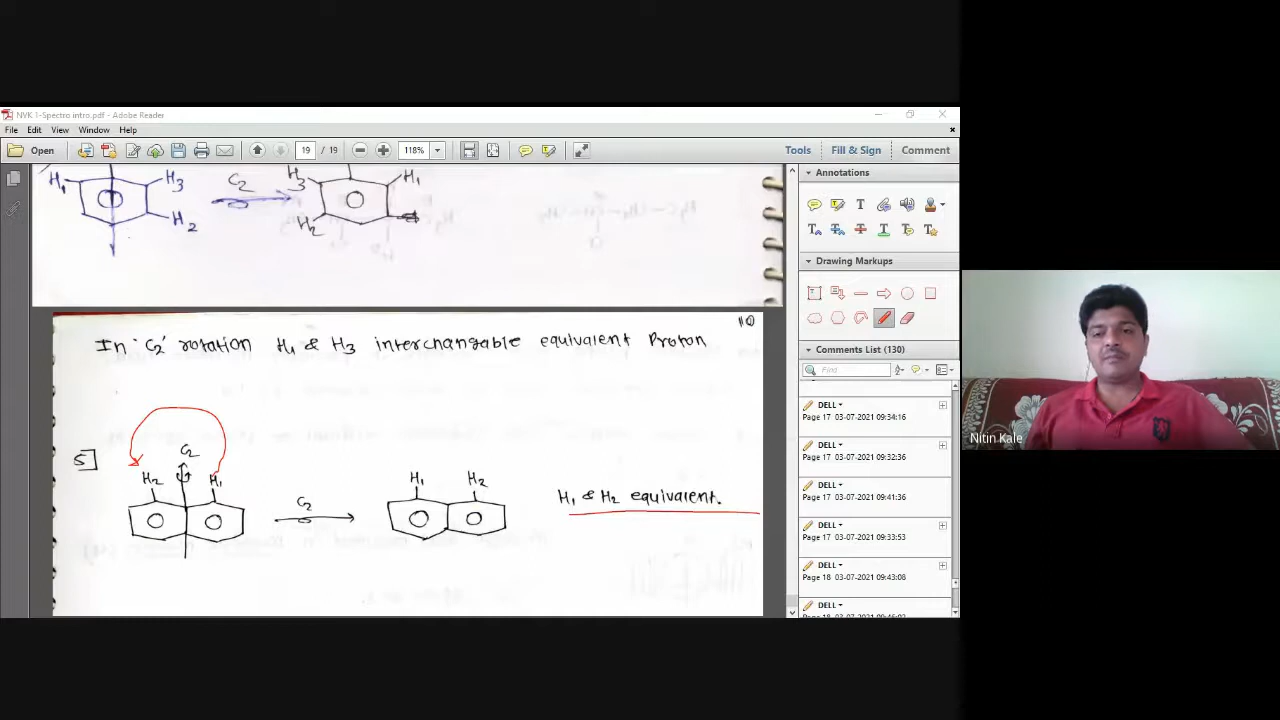 NVK 1-Spectro intro.pdf - Adobe Reader
File Edit View Window Help
Open 19 / 19 118% Tools Fill & Sign Comment
Annotations
Drawing Markups
Comments List (130)
Find
DELL
Page 17 03-07-2021 09:34:16
DELL
Page 17 03-07-2021 09:32:36
DELL
Page 17 03-07-2021 09:41:36
DELL
Page 17 03-07-2021 09:33:53
DELL
Page 18 03-07-2021 09:43:08
DELL
H1 H3 C2 H3 H1
H2 H2
10
In 'C2' rotation H1 & H3 interchangable equivalent Proton
5]
C2
H2 H1 C2 H1 H2
H1 & H2 equivalent.
Nitin Kale